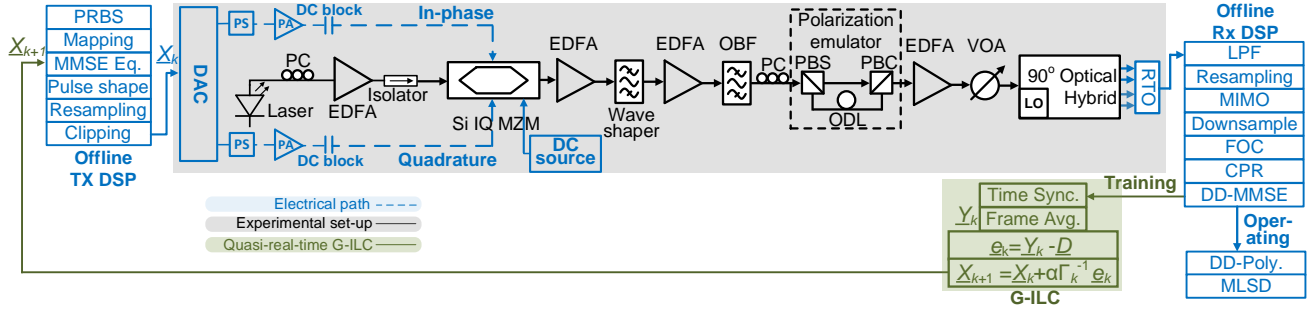 PRBS
Mapping
MMSE Eq.
Pulse shape
Resampling
Clipping
Offline
TX DSP
X_{k+1}
X_k
DAC
PS
PA
DC block
In-phase
PC
Laser
EDFA
Isolator
Si IQ MZM
PS
PA
DC block
Quadrature
DC
source
EDFA
Wave
shaper
EDFA
OBF
PC
Polarization
emulator
PBS
PBC
ODL
EDFA
VOA
90° Optical
Hybrid
LO
RTO
Offline
Rx DSP
LPF
Resampling
MIMO
Downsample
FOC
CPR
DD-MMSE
Training
Oper-
ating
DD-Poly.
MLSD
Time Sync.
Frame Avg.
Y_k
e_k=Y_k -D
X_{k+1} =X_k+αΓ_k^{-1} e_k
G-ILC
Electrical path
Experimental set-up
Quasi-real-time G-ILC